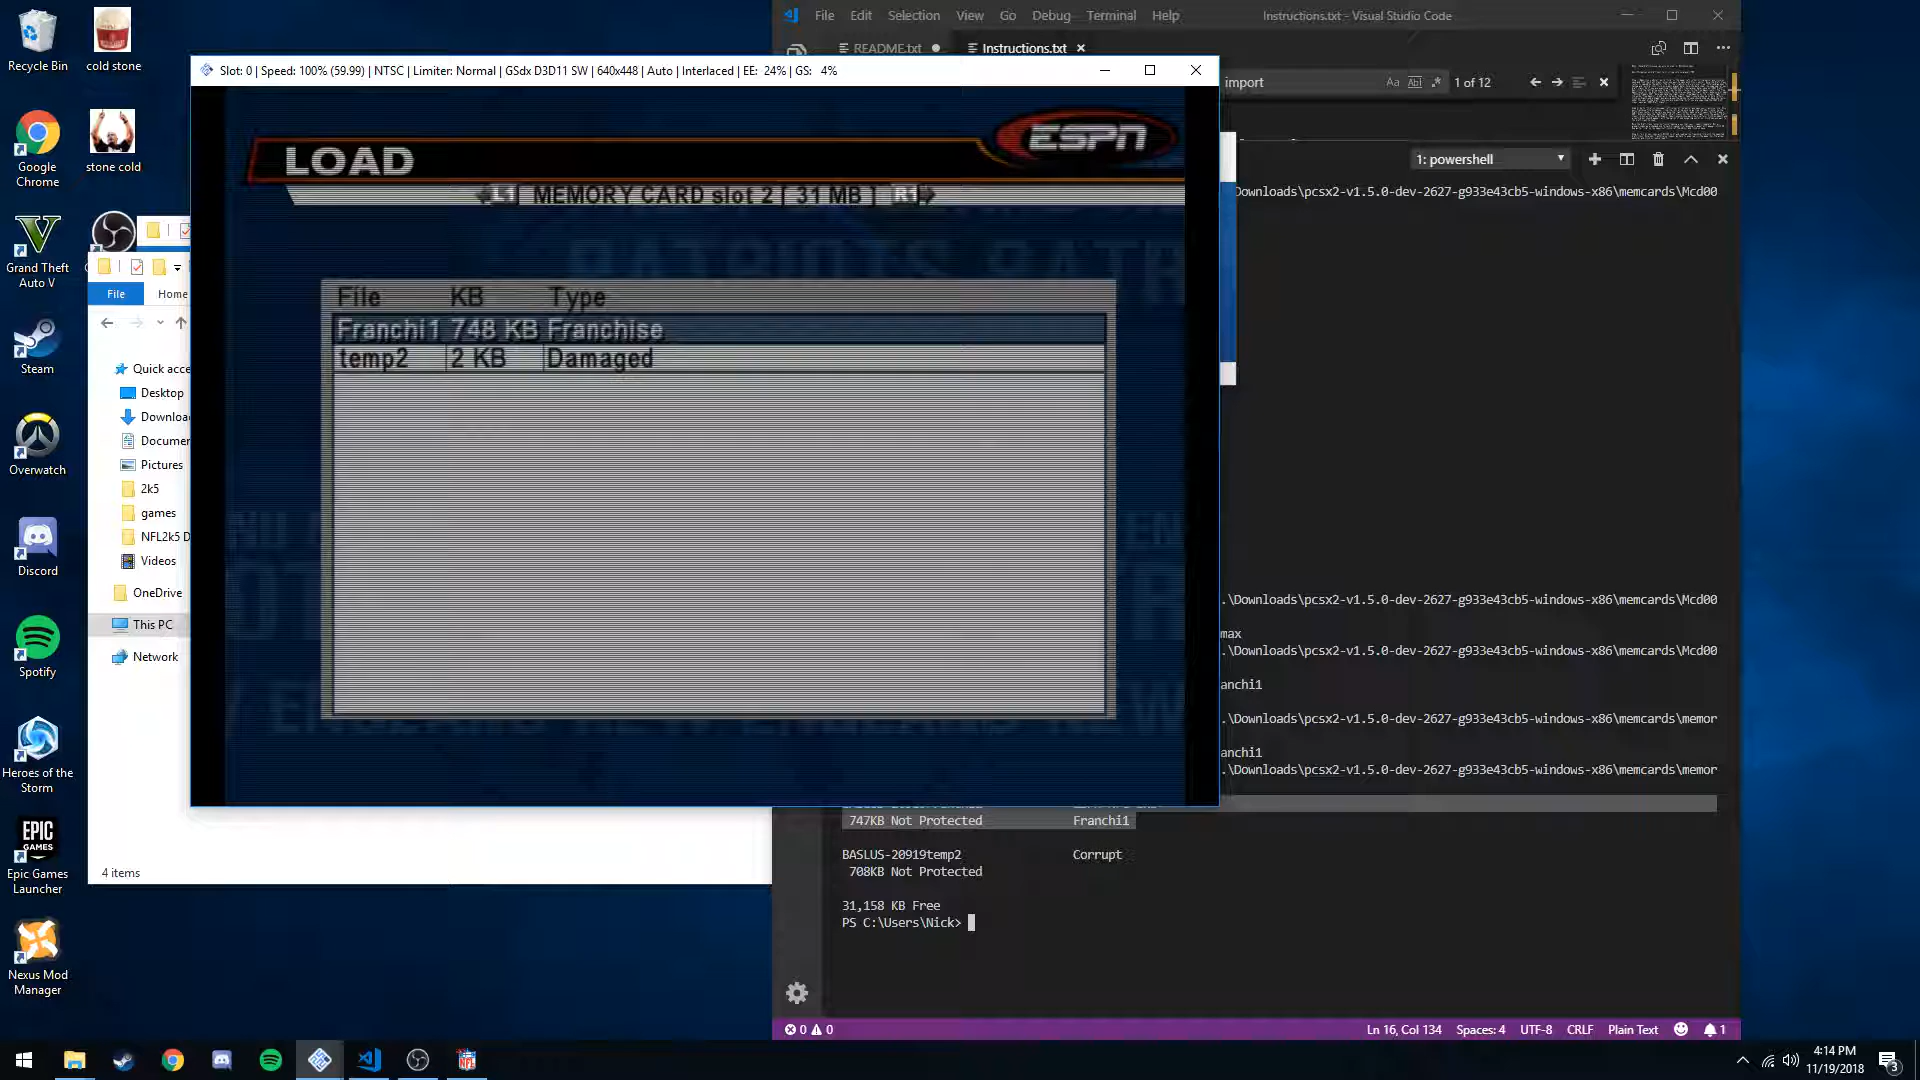 Recycle Bin
cold stone
Google Chrome
stone cold
Grand Theft Auto V
Steam
Overwatch
Discord
Spotify
Heroes of the Storm
Epic Games Launcher
EPIC GAMES
Nexus Mod Manager
File Home
Quick acce
Desktop
Downloa
Documen
Pictures
2k5
games
NFL2k5 D
Videos
OneDrive
This PC
Network
4 items
Slot: 0 | Speed: 100% (59.99) | NTSC | Limiter: Normal | GSdx D3D11 SW | 640x448 | Auto | Interlaced | EE: 24% | GS: 4%
ESPN
LOAD
L1 MEMORY CARD slot 2 [ 31 MB ] R1
PATRIOTS PATR
File KB Type
Franchi1 748 KB Franchise
temp2 2 KB Damaged
File Edit Selection View Go Debug Terminal Help Instructions.txt - Visual Studio Code
README.txt Instructions.txt
import Aa Abl .* 1 of 12
1: powershell
Downloads\pcsx2-v1.5.0-dev-2627-g933e43cb5-windows-x86\memcards\Mcd00
.\Downloads\pcsx2-v1.5.0-dev-2627-g933e43cb5-windows-x86\memcards\Mcd00
max
.\Downloads\pcsx2-v1.5.0-dev-2627-g933e43cb5-windows-x86\memcards\Mcd00
anchi1
.\Downloads\pcsx2-v1.5.0-dev-2627-g933e43cb5-windows-x86\memcards\memor
anchi1
.\Downloads\pcsx2-v1.5.0-dev-2627-g933e43cb5-windows-x86\memcards\memor
747KB Not Protected Franchi1
BASLUS-20919temp2 Corrupt
708KB Not Protected
31,158 KB Free
PS C:\Users\Nick>
0 0 Ln 16, Col 134 Spaces: 4 UTF-8 CRLF Plain Text 1
4:14 PM
11/19/2018
3